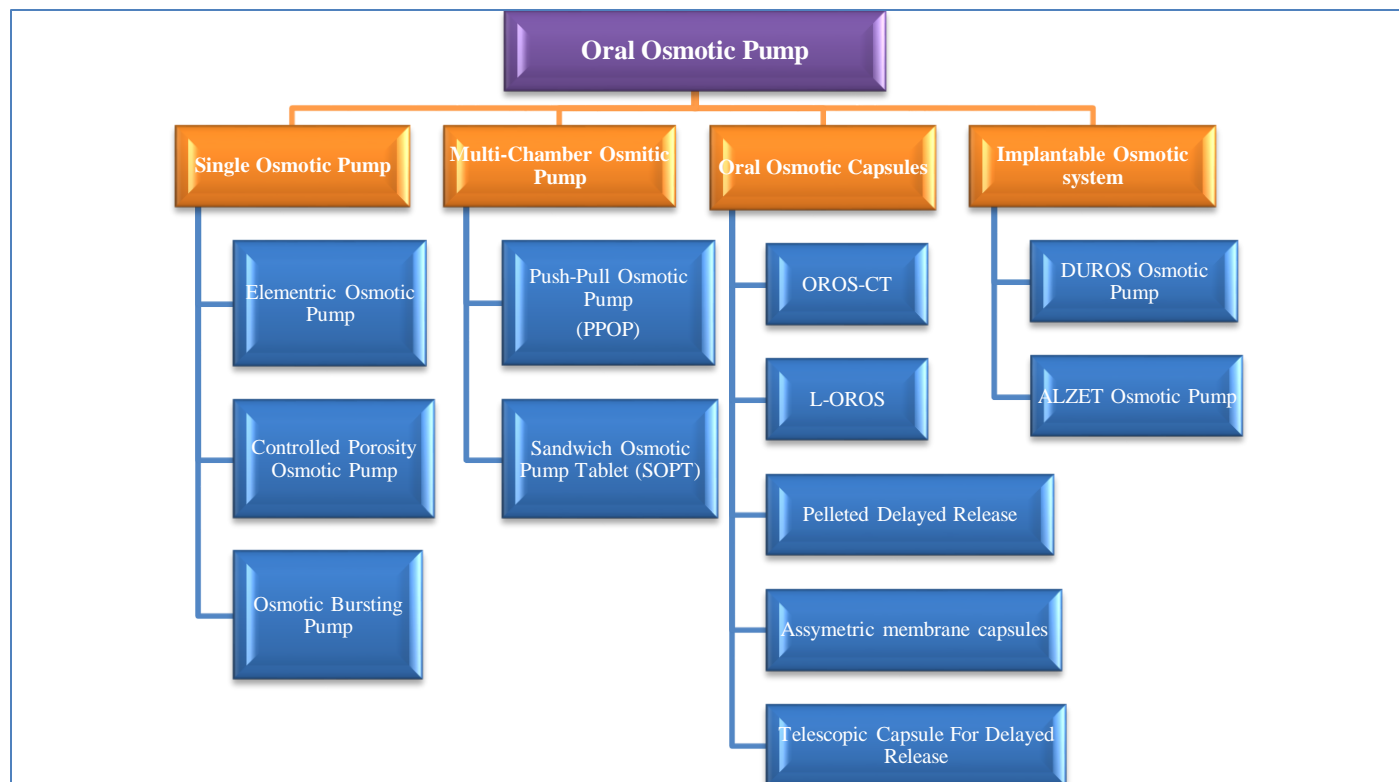 Oral Osmotic Pump
Single Osmotic Pump
Multi-Chamber Osmitic
Pump
Oral Osmotic Capsules
Implantable Osmotic
system
Elementric Osmotic
Pump
Controlled Porosity
Osmotic Pump
Osmotic Bursting
Pump
Push-Pull Osmotic
Pump
(PPOP)
Sandwich Osmotic
Pump Tablet (SOPT)
OROS-CT
L-OROS
Pelleted Delayed Release
Assymetric membrane capsules
Telescopic Capsule For Delayed
Release
DUROS Osmotic
Pump
ALZET Osmotic Pump